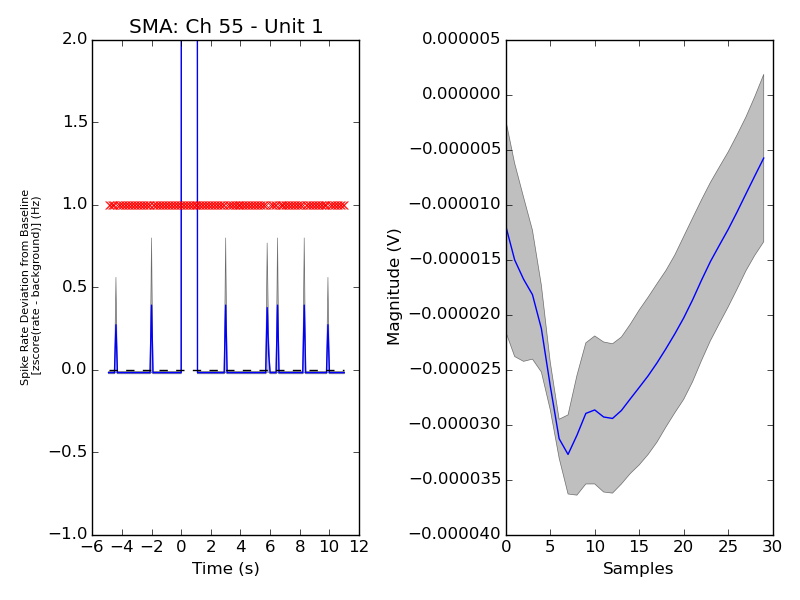 SMA: Ch 55 - Unit 1
2.0
1.5
1.0
0.5
0.0
−0.5
−1.0
−6 −4 −2 0 2 4 6 8 10 12
Time (s)
Spike Rate Deviation from Baseline
[zscore(rate - background)] (Hz)
0.000005
0.000000
−0.000005
−0.000010
−0.000015
−0.000020
−0.000025
−0.000030
−0.000035
−0.000040
0 5 10 15 20 25 30
Samples
Magnitude (V)